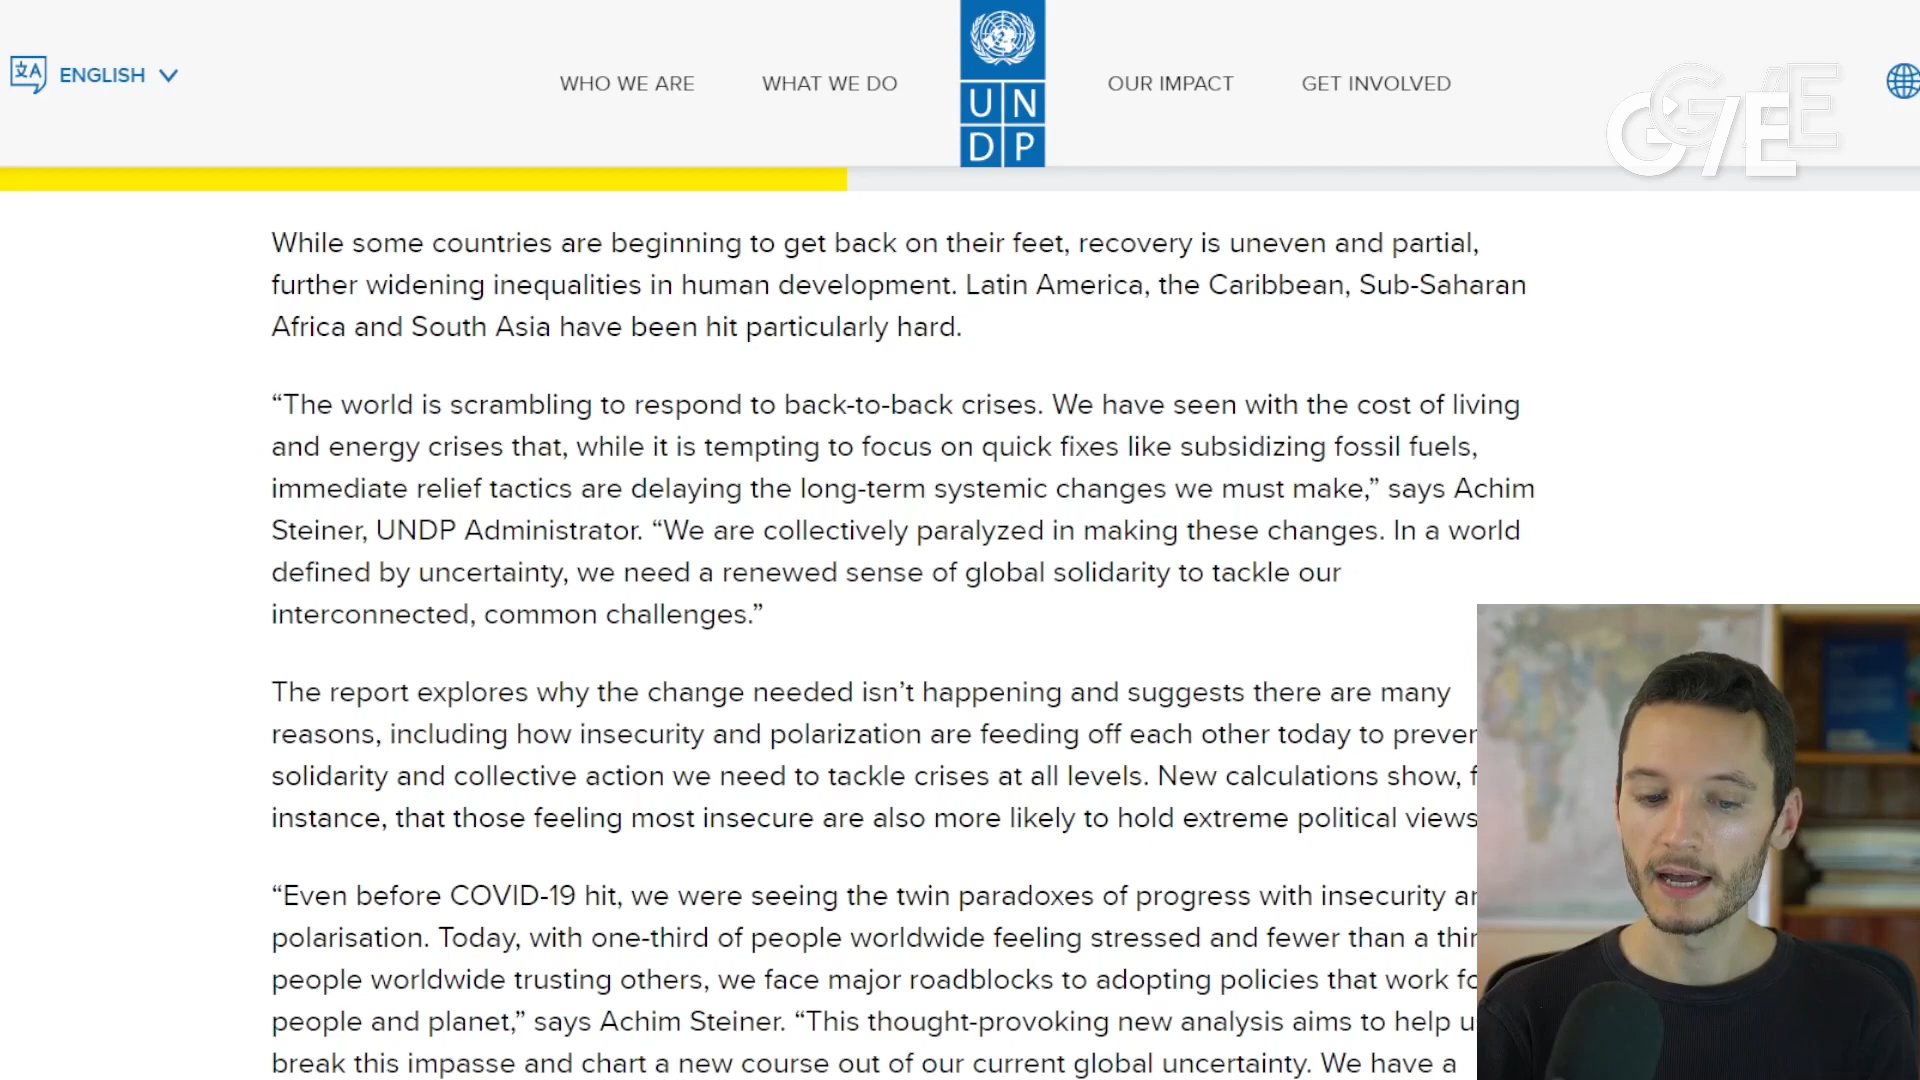 ENGLISH
WHO WE ARE
WHAT WE DO
U N
D P
OUR IMPACT
GET INVOLVED
G7E
While some countries are beginning to get back on their feet, recovery is uneven and partial,
further widening inequalities in human development. Latin America, the Caribbean, Sub-Saharan
Africa and South Asia have been hit particularly hard.
“The world is scrambling to respond to back-to-back crises. We have seen with the cost of living
and energy crises that, while it is tempting to focus on quick fixes like subsidizing fossil fuels,
immediate relief tactics are delaying the long-term systemic changes we must make,” says Achim
Steiner, UNDP Administrator. “We are collectively paralyzed in making these changes. In a world
defined by uncertainty, we need a renewed sense of global solidarity to tackle our
interconnected, common challenges.”
The report explores why the change needed isn’t happening and suggests there are many
reasons, including how insecurity and polarization are feeding off each other today to
solidarity and collective action we need to tackle crises at all levels. New calculations show,
instance, that those feeling most insecure are also more likely to hold extreme political views
“Even before COVID-19 hit, we were seeing the twin paradoxes of progress with insecurity
polarisation. Today, with one-third of people worldwide feeling stressed and fewer than a
people worldwide trusting others, we face major roadblocks to adopting policies that work
people and planet,” says Achim Steiner. “This thought-provoking new analysis aims to help
break this impasse and chart a new course out of our current global uncertainty. We have a